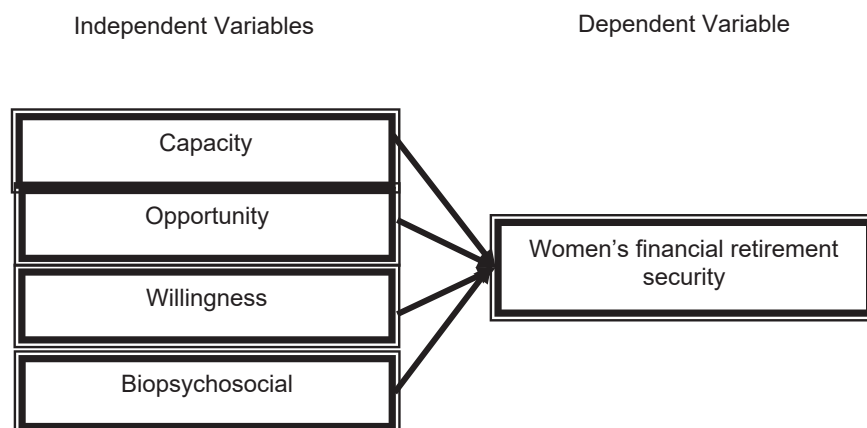 Independent Variables
Dependent Variable
Capacity
Opportunity
Willingness
Biopsychosocial
Women’s financial retirement
security